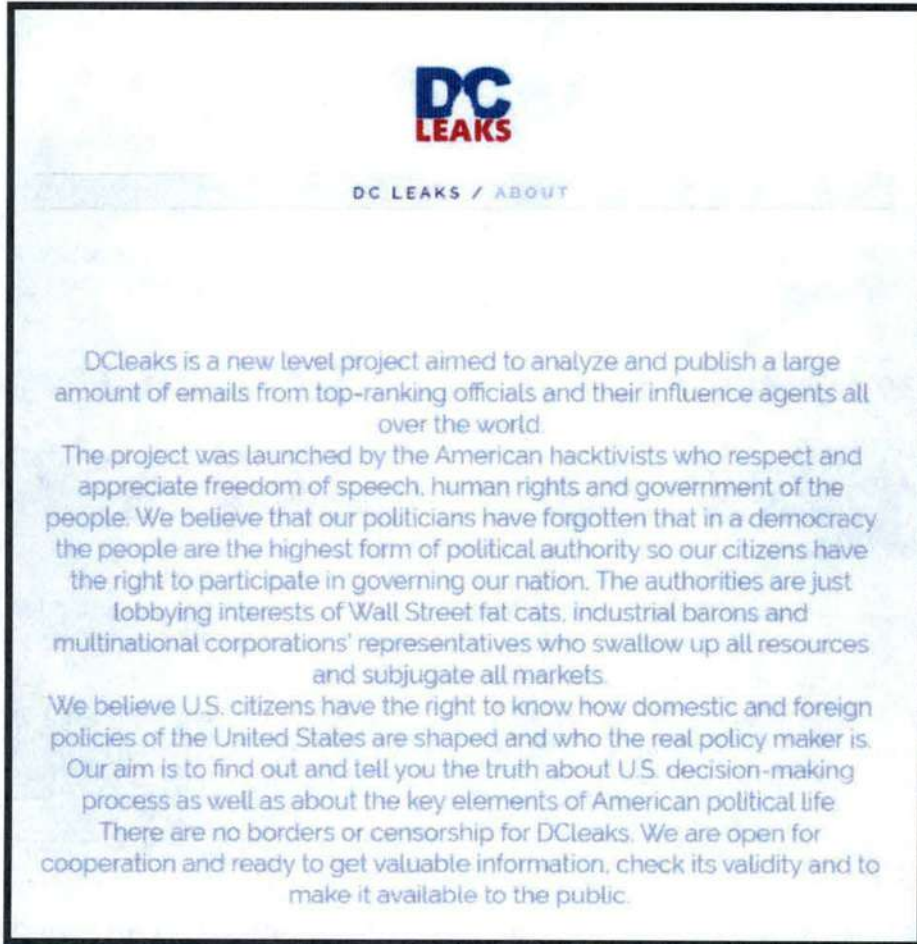 DC
LEAKS
DC LEAKS / ABOUT
DCleaks is a new level project aimed to analyze and publish a large
amount of emails from top-ranking officials and their influence agents all
over the world.
The project was launched by the American hacktivists who respect and
appreciate freedom of speech, human rights and government of the
people. We believe that our politicians have forgotten that in a democracy
the people are the highest form of political authority so our citizens have
the right to participate in governing our nation. The authorities are just
lobbying interests of Wall Street fat cats, industrial barons and
multinational corporations' representatives who swallow up all resources
and subjugate all markets.
We believe U.S. citizens have the right to know how domestic and foreign
policies of the United States are shaped and who the real policy maker is.
Our aim is to find out and tell you the truth about U.S. decision-making
process as well as about the key elements of American political life.
There are no borders or censorship for DCleaks. We are open for
cooperation and ready to get valuable information, check its validity and to
make it available to the public.